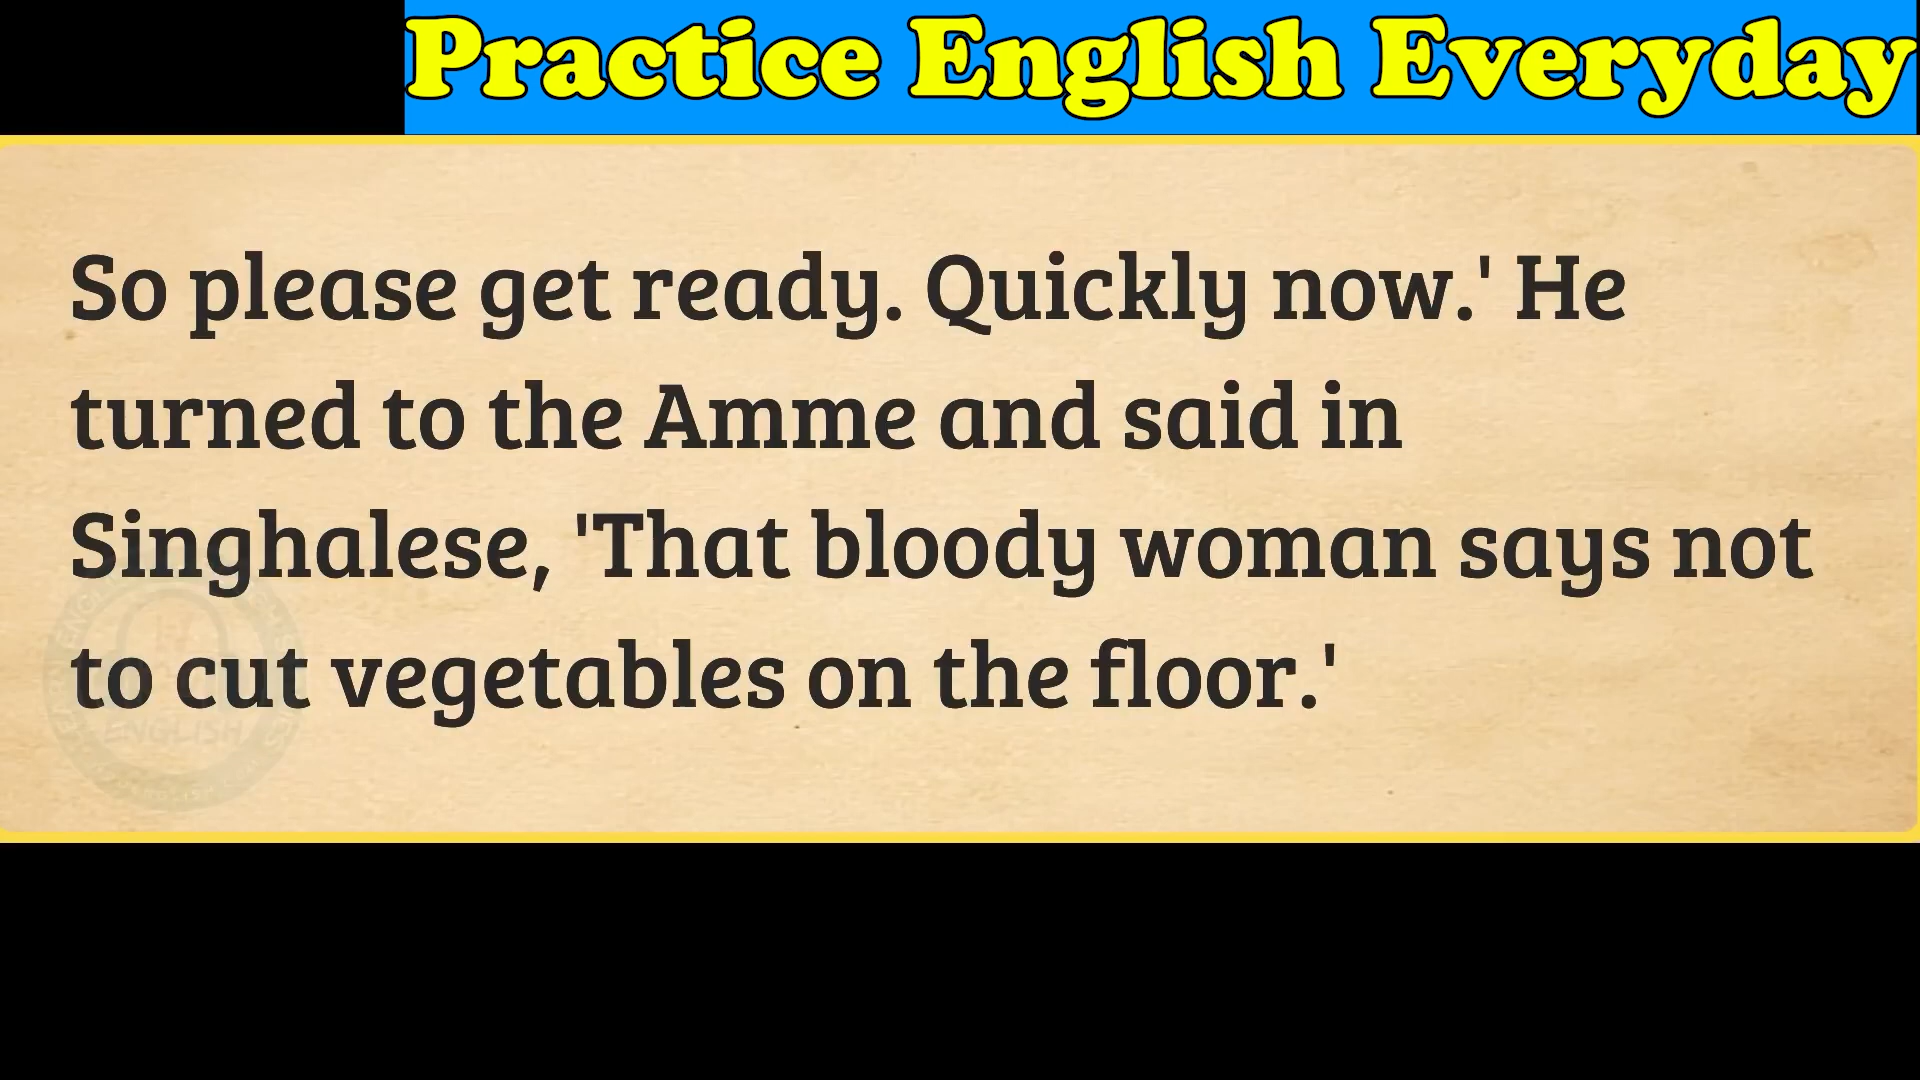 Practice English Everyday
So please get ready. Quickly now.' He
turned to the Amme and said in
Singhalese, 'That bloody woman says not
to cut vegetables on the floor.'
ENGLISH